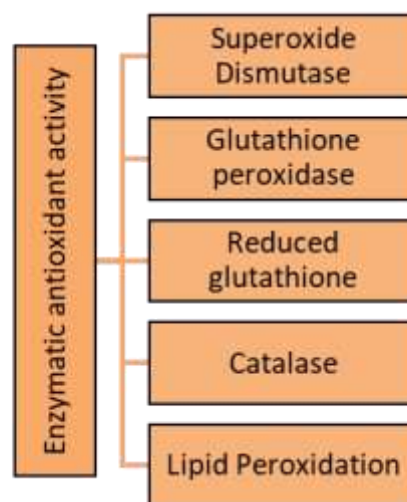 Enzymatic antioxidant activity
Superoxide
Dismutase
Glutathione
peroxidase
Reduced
glutathione
Catalase
Lipid Peroxidation